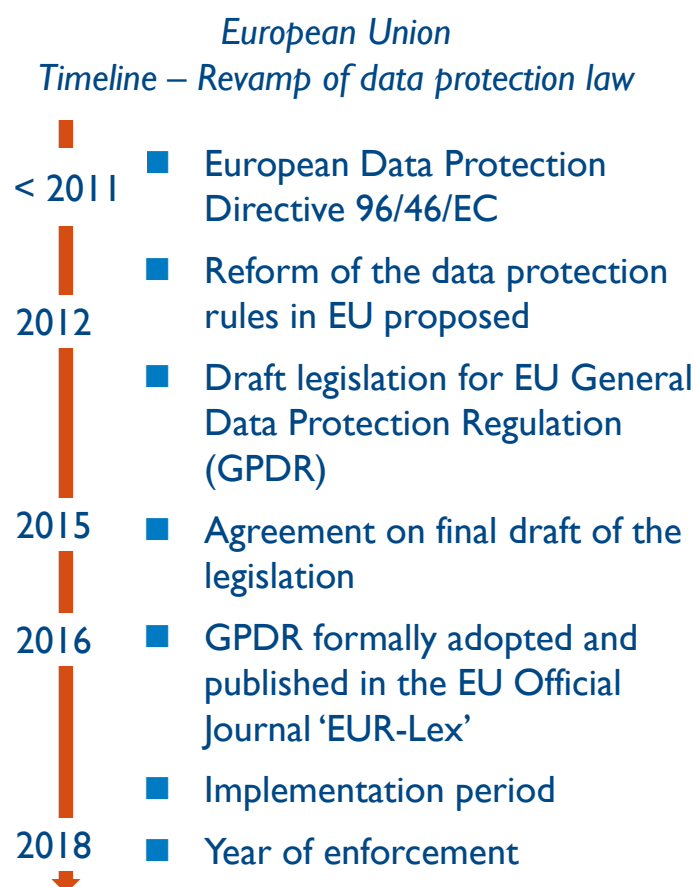 European Union
Timeline – Revamp of data protection law
< 2011
European Data Protection
Directive 96/46/EC
Reform of the data protection
2012
rules in EU proposed
Draft legislation for EU General
Data Protection Regulation
(GPDR)
2015
Agreement on final draft of the
legislation
2016
GPDR formally adopted and
published in the EU Official
Journal ‘EUR-Lex’
Implementation period
2018
Year of enforcement